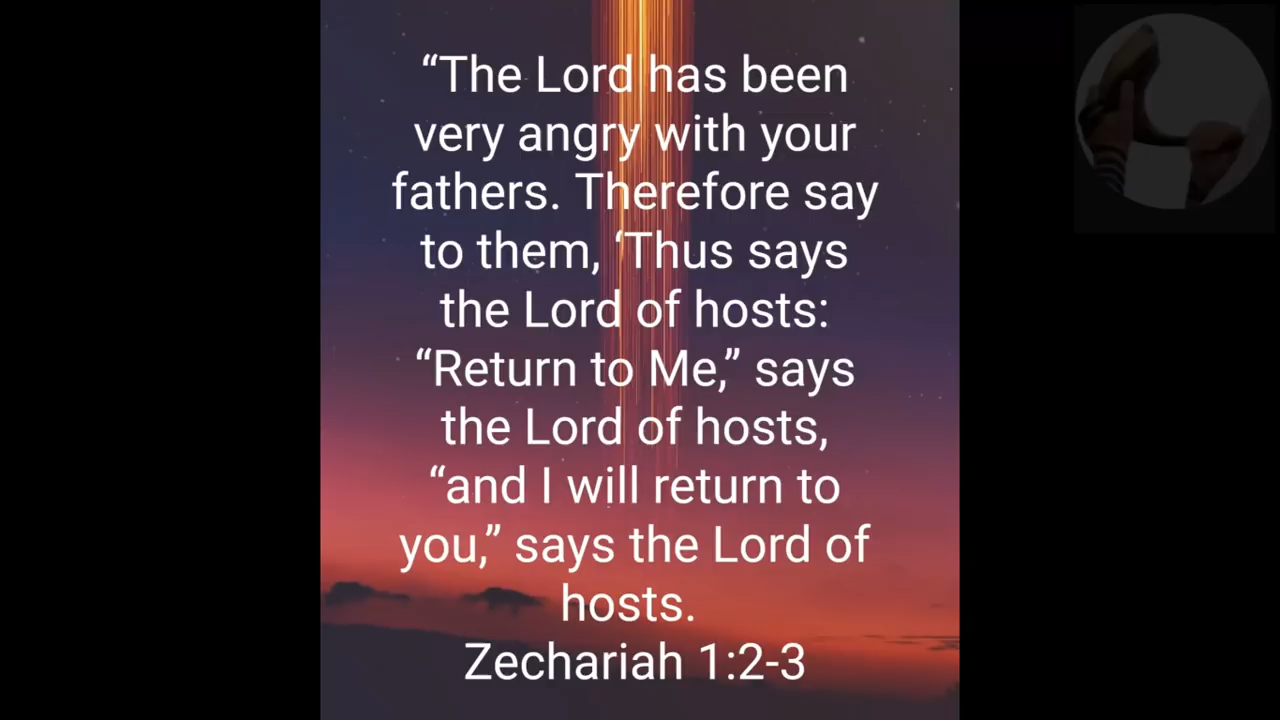 “The Lord has been
very angry with your
fathers. Therefore say
to them, ‘Thus says
the Lord of hosts:
“Return to Me,” says
the Lord of hosts,
“and I will return to
you,” says the Lord of
hosts.
Zechariah 1:2-3